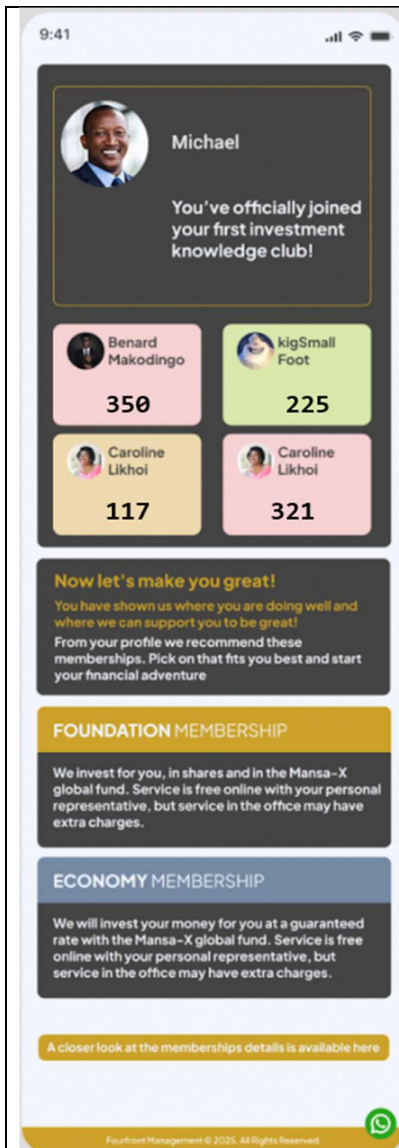 9:41
Michael
You've officially joined
your first investment
knowledge club!
Benard
Makodingo
350
kigSmall
Foot
225
Caroline
Likhoi
117
Caroline
Likhoi
321
Now let's make you great!
You have shown us where you are doing well and
where we can support you to be great!
From your profile we recommend these
memberships. Pick on that fits you best and start
your financial adventure
FOUNDATION MEMBERSHIP
We invest for you, in shares and in the Mansa-X
global fund. Service is free online with your personal
representative, but service in the office may have
extra charges.
ECONOMY MEMBERSHIP
We will invest your money for you at a guaranteed
rate with the Mansa-X global fund. Service is free
online with your personal representative, but
service in the office may have extra charges.
A closer look at the memberships details is available here
Fourfront Management © 2025. All Rights Reserved.